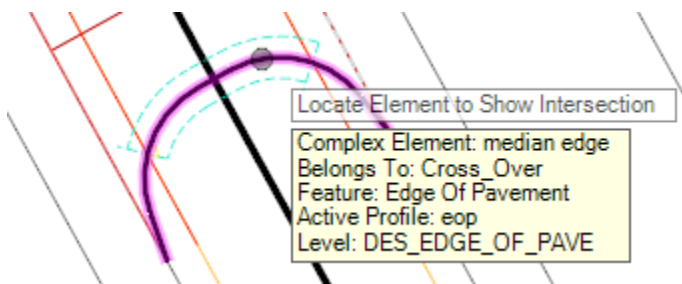 Locate Element to Show Intersection
Complex Element: median edge
Belongs To: Cross_Over
Feature: Edge Of Pavement
Active Profile: eop
Level: DES_EDGE_OF_PAVE